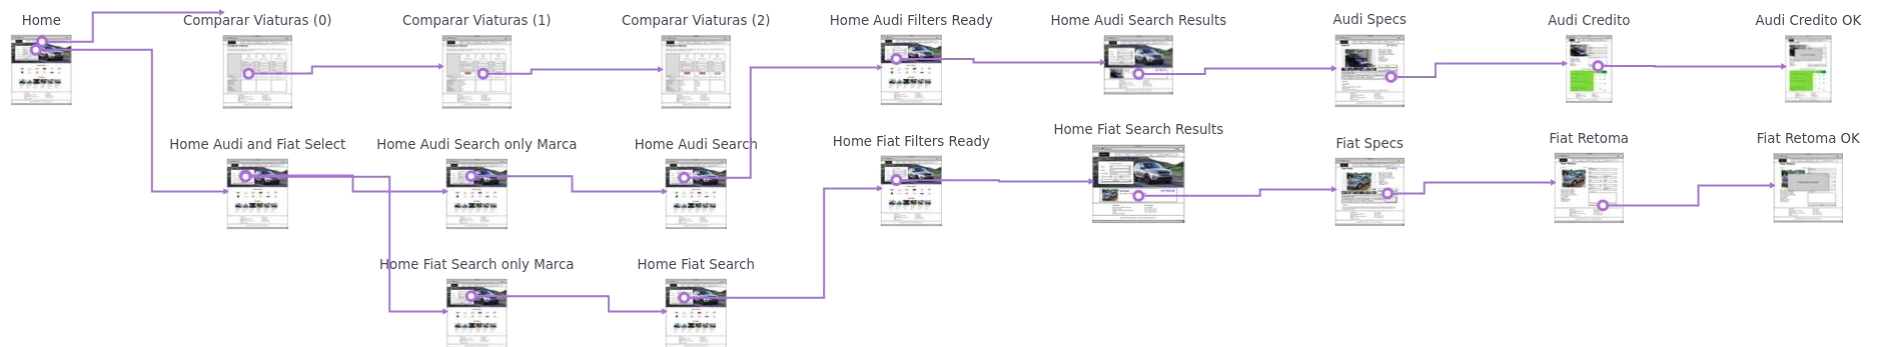 Home
Comparar Viaturas (0)
Comparar Viaturas (1)
Comparar Viaturas (2)
Home Audi Filters Ready
Home Audi Search Results
Audi Specs
Audi Credito
Audi Credito OK
Home Audi and Fiat Select
Home Audi Search only Marca
Home Audi Search
Home Fiat Filters Ready
Home Fiat Search Results
Fiat Specs
Fiat Retoma
Fiat Retoma OK
Home Fiat Search only Marca
Home Fiat Search